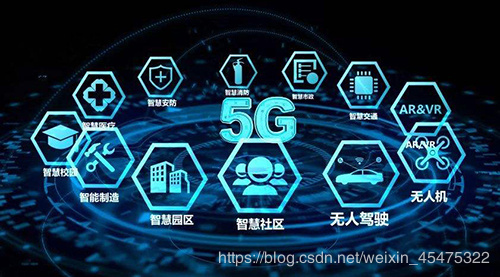 智慧消防
智慧市政
智慧安防
智慧交通
5G
AR&VR
智慧医疗
AR/VR
智慧校园
智能制造
无人机
智慧园区
智慧社区
无人驾驶
https://blog.csdn.net/weixin_45475322